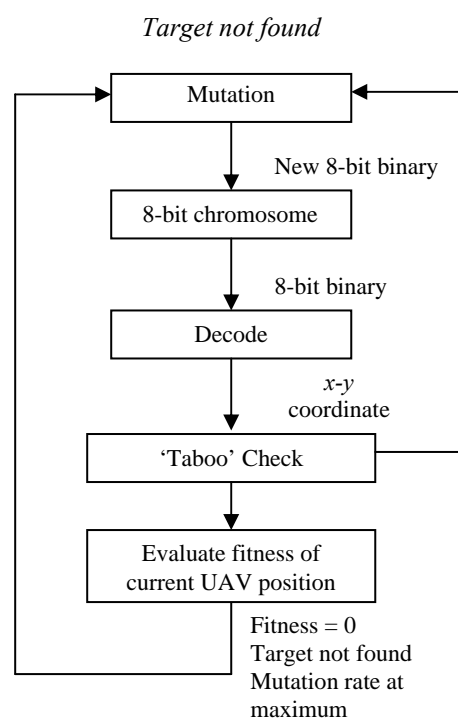 Target not found
Mutation
New 8-bit binary
8-bit chromosome
8-bit binary
Decode
x-y
coordinate
‘Taboo’ Check
Evaluate fitness of
current UAV position
Fitness = 0
Target not found
Mutation rate at
maximum